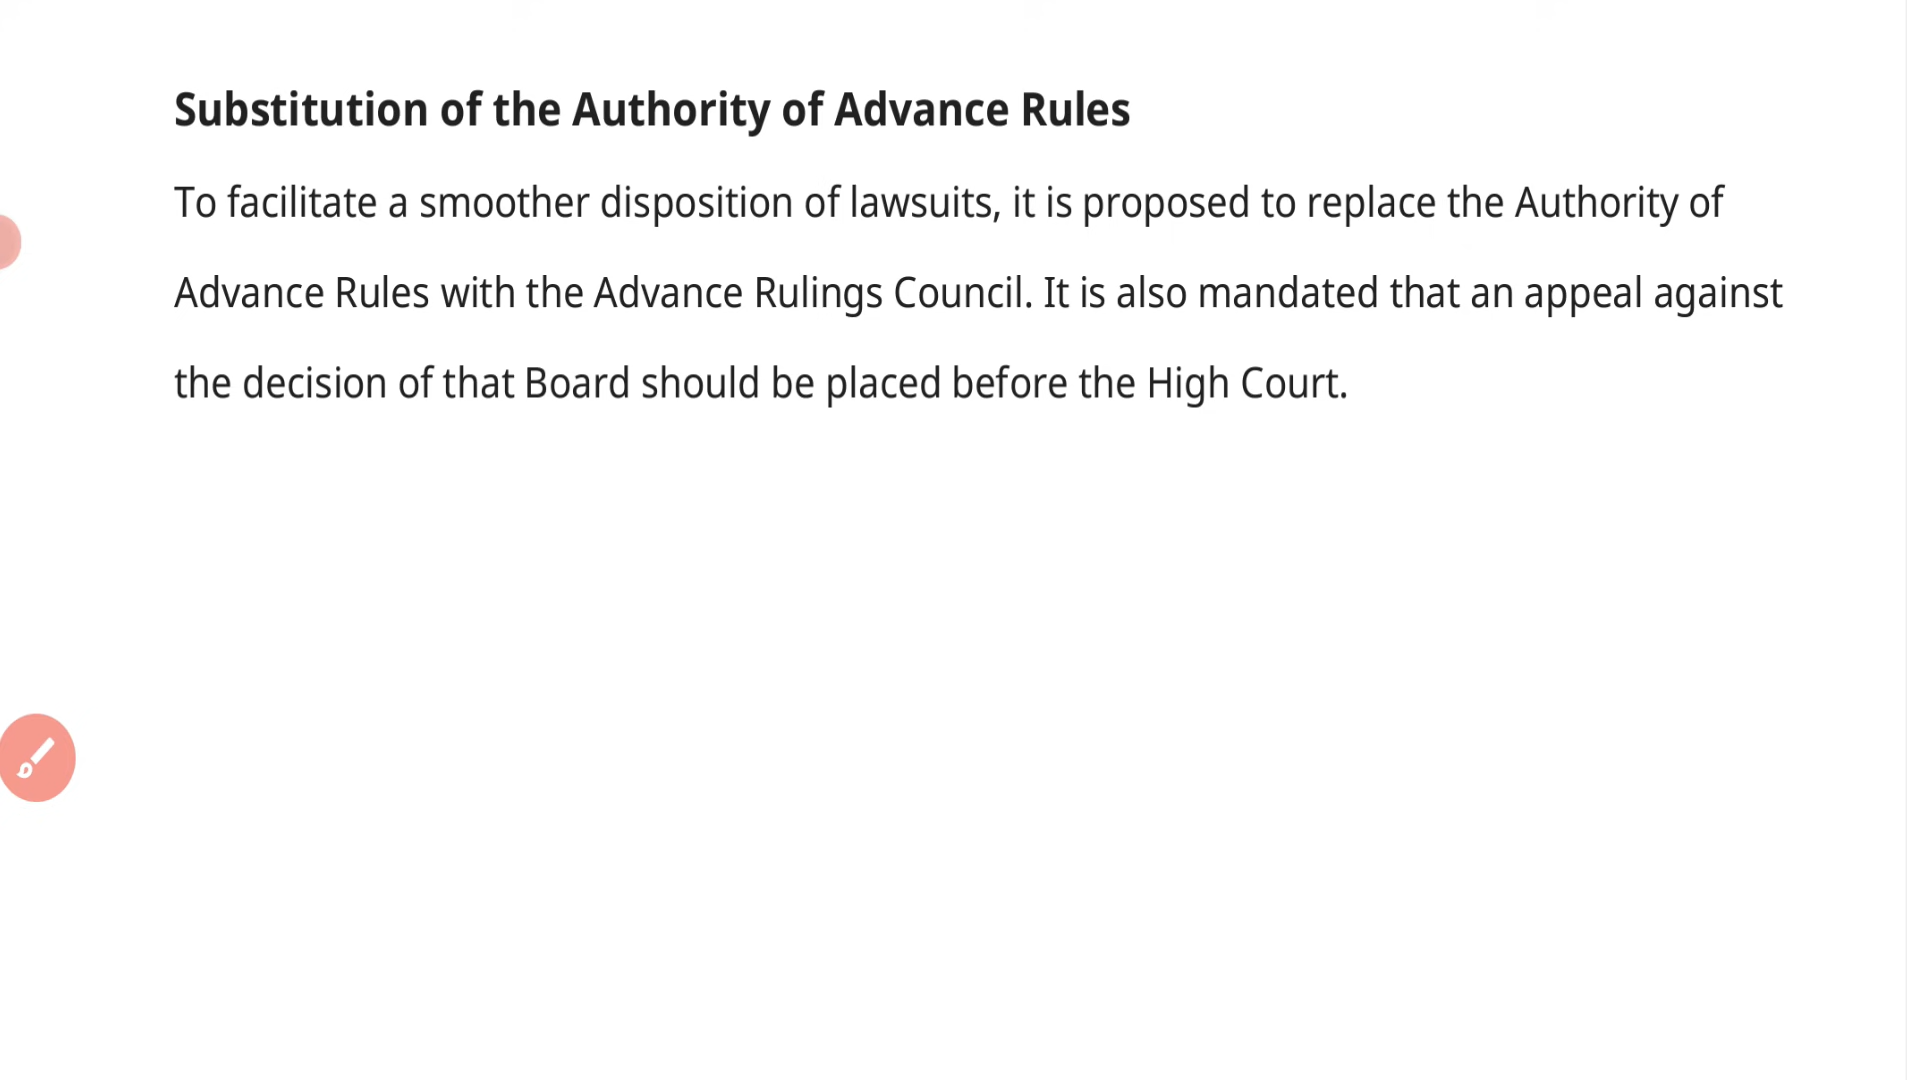 Substitution of the Authority of Advance Rules
To facilitate a smoother disposition of lawsuits, it is proposed to replace the Authority of
Advance Rules with the Advance Rulings Council. It is also mandated that an appeal against
the decision of that Board should be placed before the High Court.